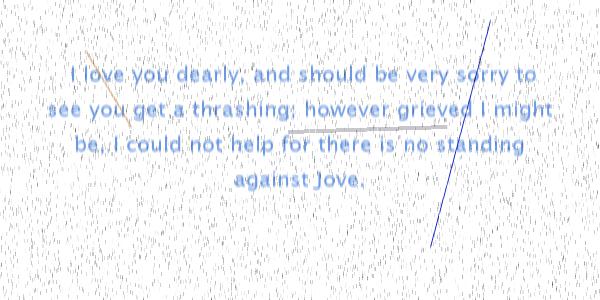 I love you dearly, and should be very sorry to
see you get a thrashing; however grieved I might
be, I could not help for there is no standing
against Jove.